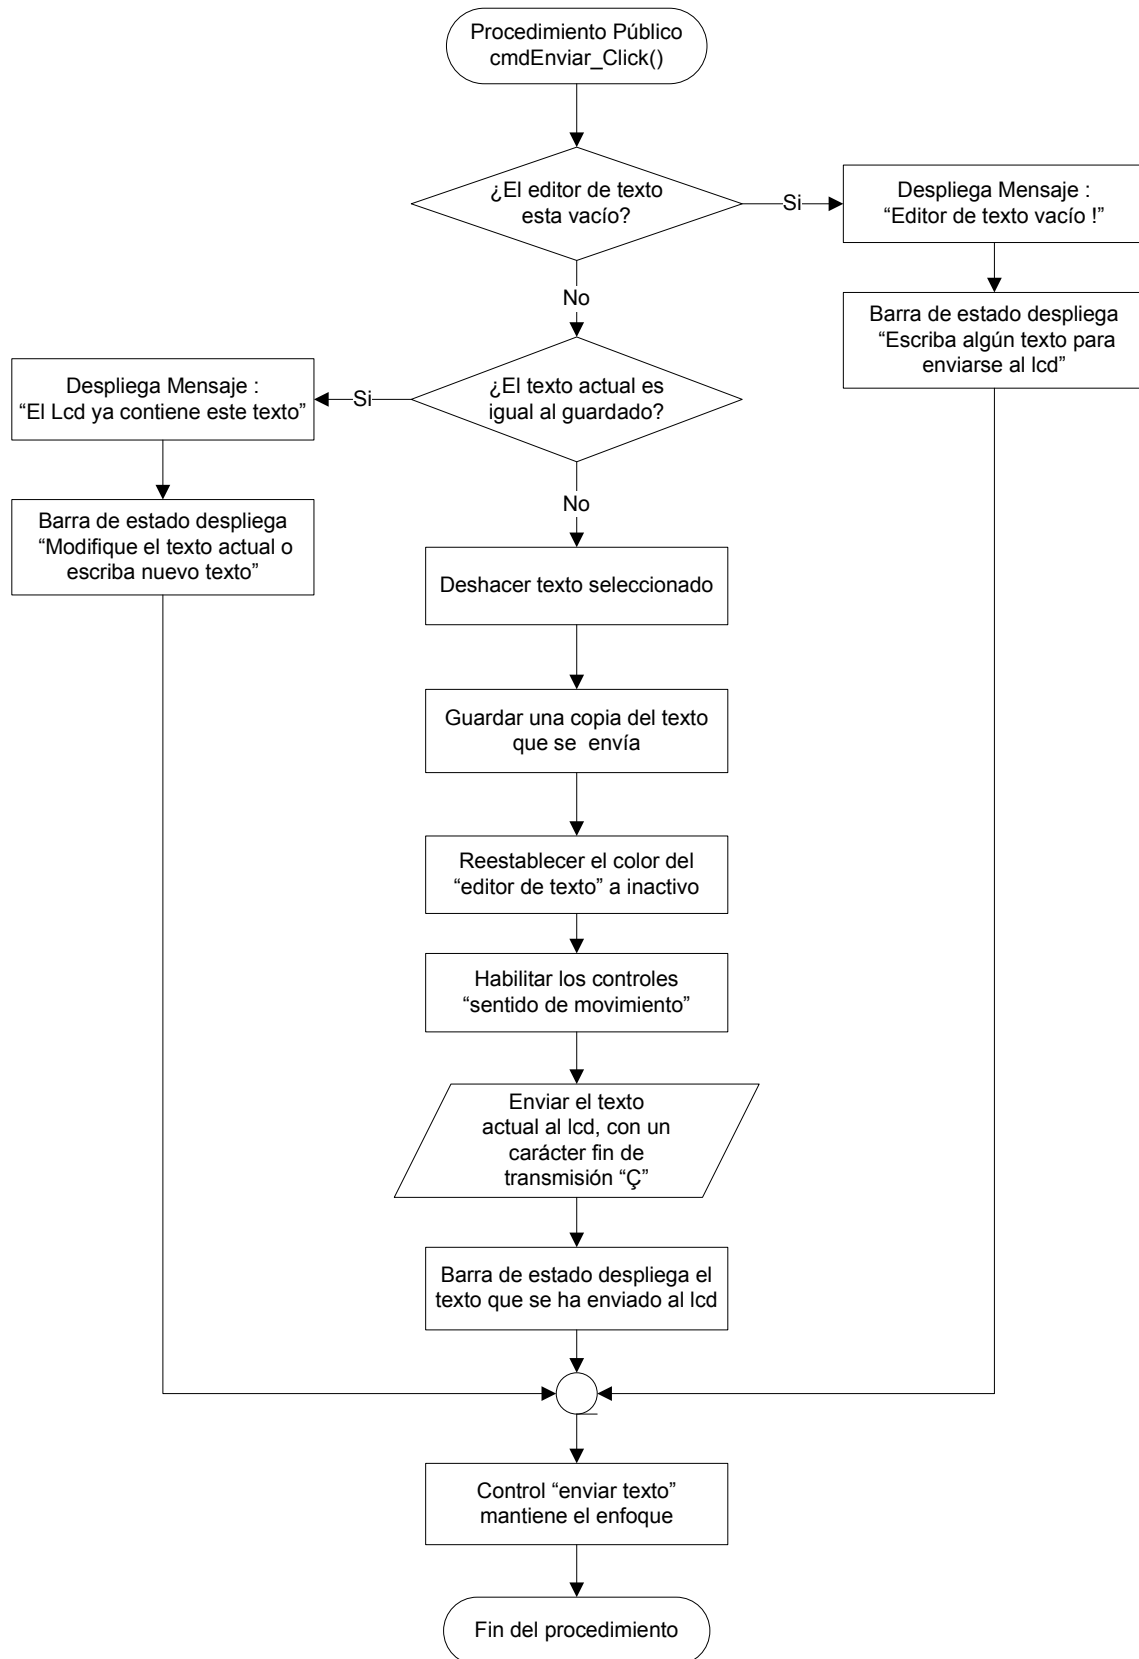 Procedimiento Público
cmdEnviar_Click()
¿El editor de texto
esta vacío?
Si
Despliega Mensaje :
“Editor de texto vacío !”
No
Barra de estado despliega
“Escriba algún texto para
enviarse al lcd”
¿El texto actual es
igual al guardado?
Si
Despliega Mensaje :
“El Lcd ya contiene este texto”
No
Barra de estado despliega
“Modifique el texto actual o
escriba nuevo texto”
Deshacer texto seleccionado
Guardar una copia del texto
que se  envía
Reestablecer el color del
“editor de texto” a inactivo
Habilitar los controles
“sentido de movimiento”
Enviar el texto
actual al lcd, con un
carácter fin de
transmisión “Ç”
Barra de estado despliega el
texto que se ha enviado al lcd
Control “enviar texto”
mantiene el enfoque
Fin del procedimiento